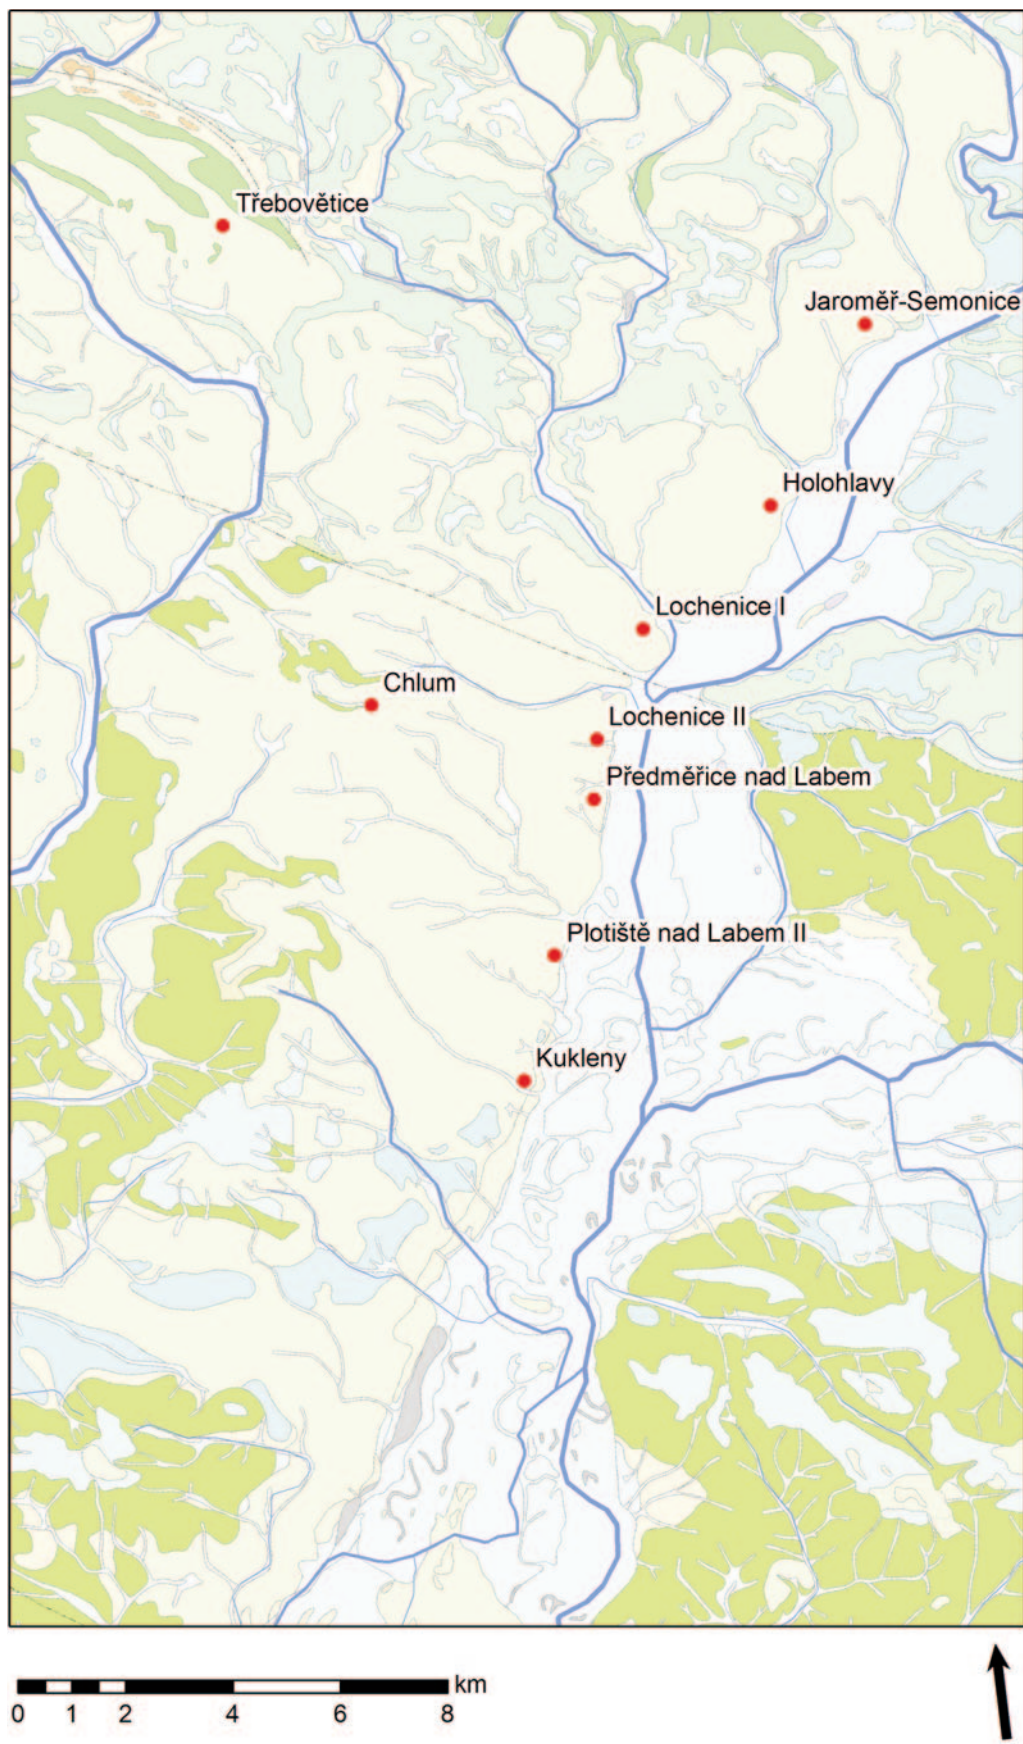 Třebovětice
Jaroměř-Semonice
Holohlavy
Lochenice I
Chlum
Lochenice II
Předměřice nad Labem
Plotiště nad Labem II
Kukleny
km
0 1 2 4 6 8